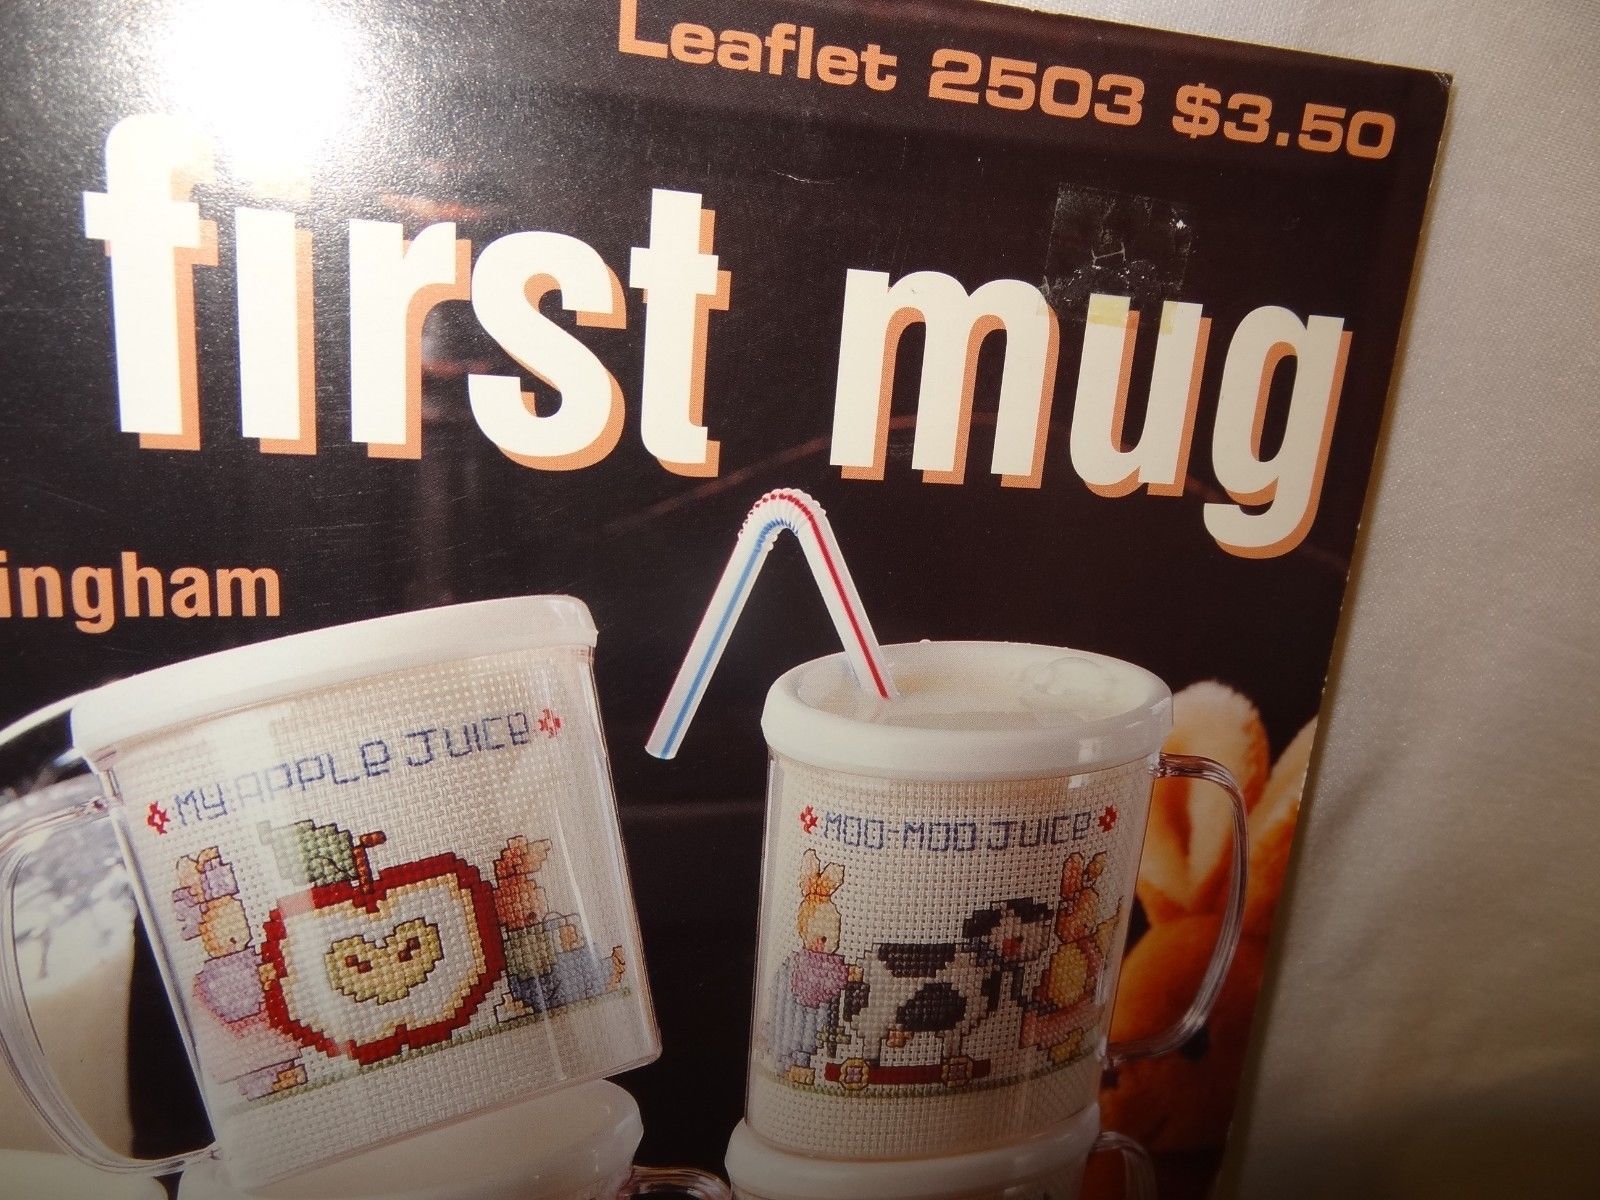 Leaflet 2503 $3.50
first mug
ingham
MY APPLE JUICE
MOO-MOO JUICE